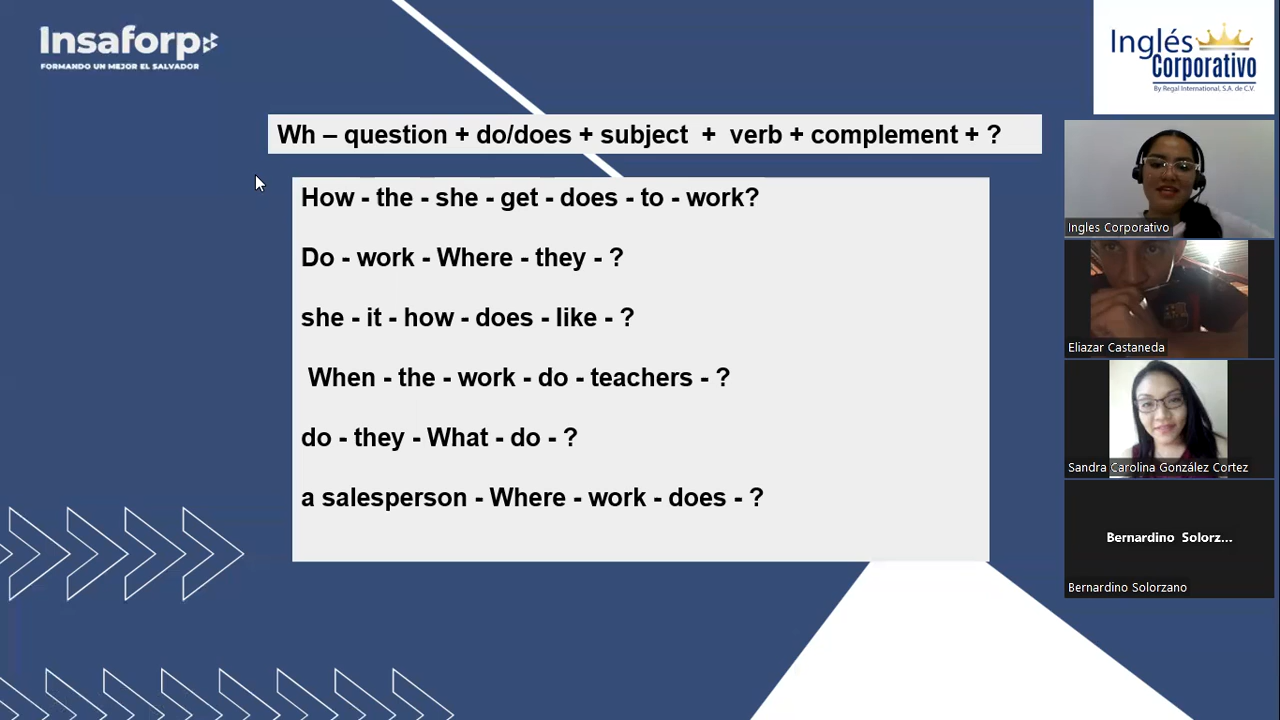 Insaforp
FORMANDO UN MEJOR EL SALVADOR
Inglés
Corporativo
By Regal International, S.A. de C.V.
Wh – question + do/does + subject + verb + complement + ?
How - the - she - get - does - to - work?
Do - work - Where - they - ?
she - it - how - does - like - ?
When - the - work - do - teachers - ?
do - they - What - do - ?
a salesperson - Where - work - does - ?
Ingles Corporativo
Eliazar Castaneda
Sandra Carolina González Cortez
Bernardino Solorz...
Bernardino Solorzano